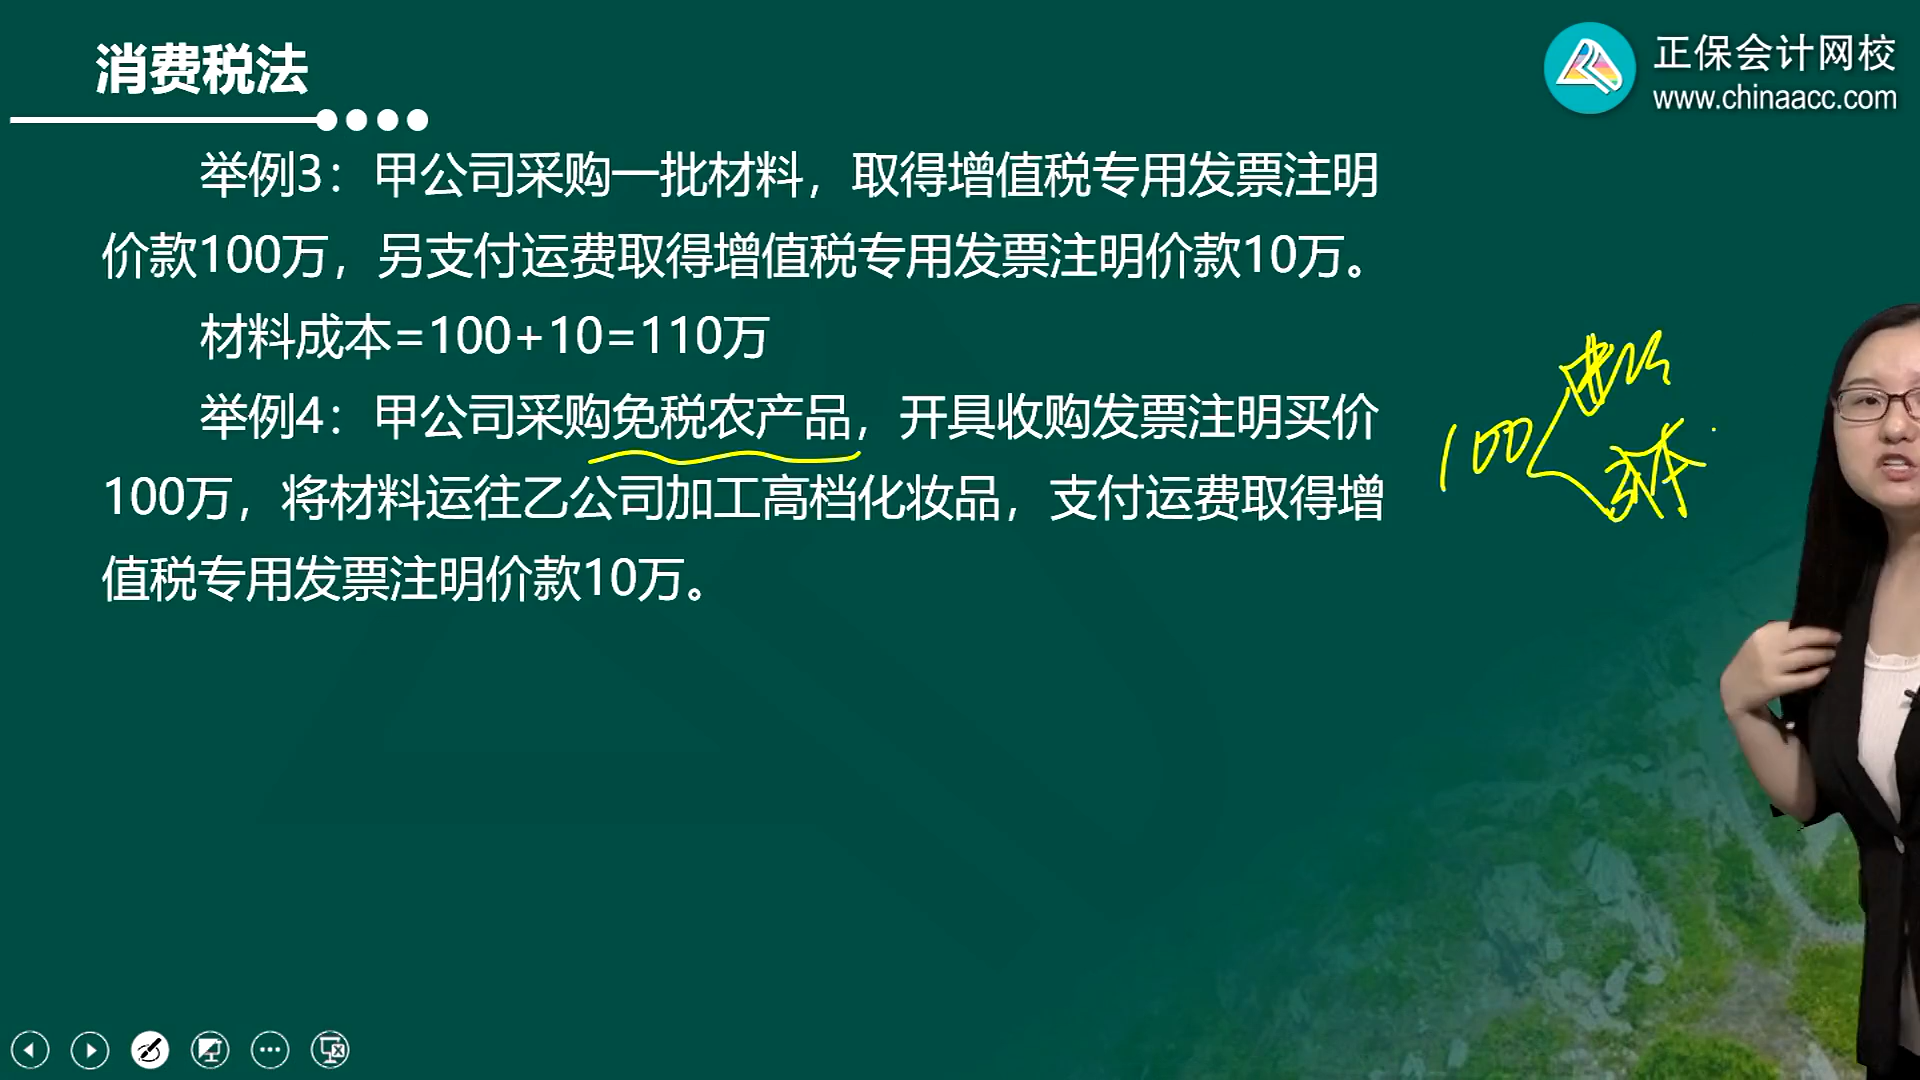 消费税法
正保会计网校
www.chinaacc.com
举例3：甲公司采购一批材料，取得增值税专用发票注明
价款100万，另支付运费取得增值税专用发票注明价款10万。
材料成本=100+10=110万
举例4：甲公司采购免税农产品，开具收购发票注明买价
100万，将材料运往乙公司加工高档化妆品，支付运费取得增
值税专用发票注明价款10万。
100
成本